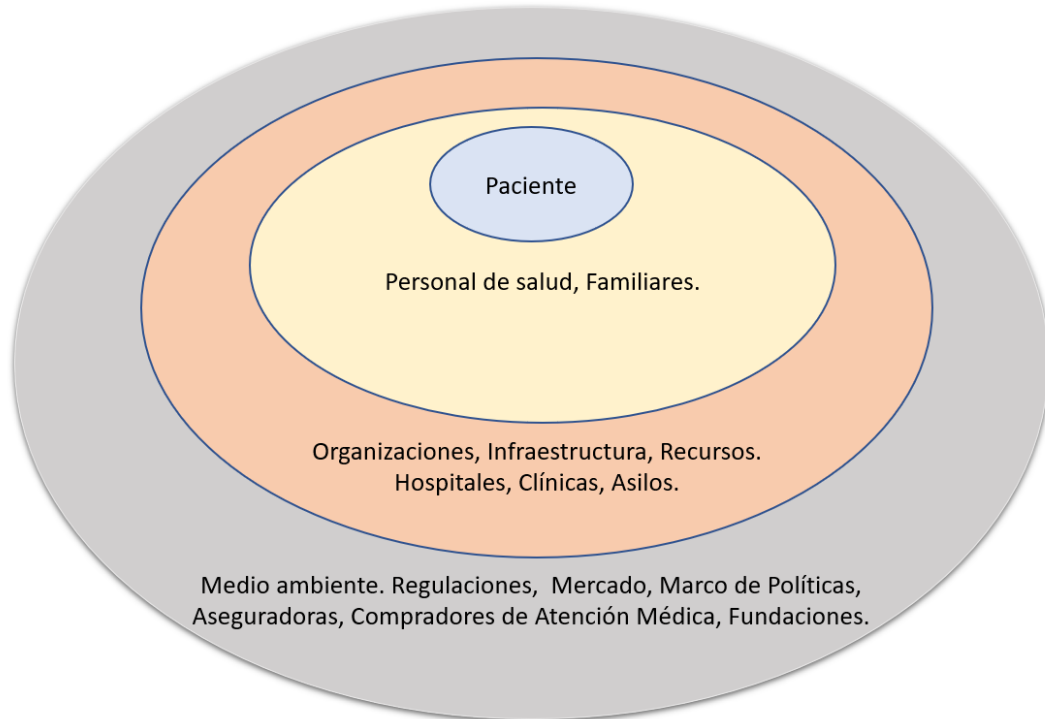 Paciente
Personal de salud, Familiares.
Organizaciones, Infraestructura, Recursos.
Hospitales, Clínicas, Asilos.
Medio ambiente. Regulaciones,  Mercado, Marco de Políticas,
Aseguradoras, Compradores de Atención Médica, Fundaciones.